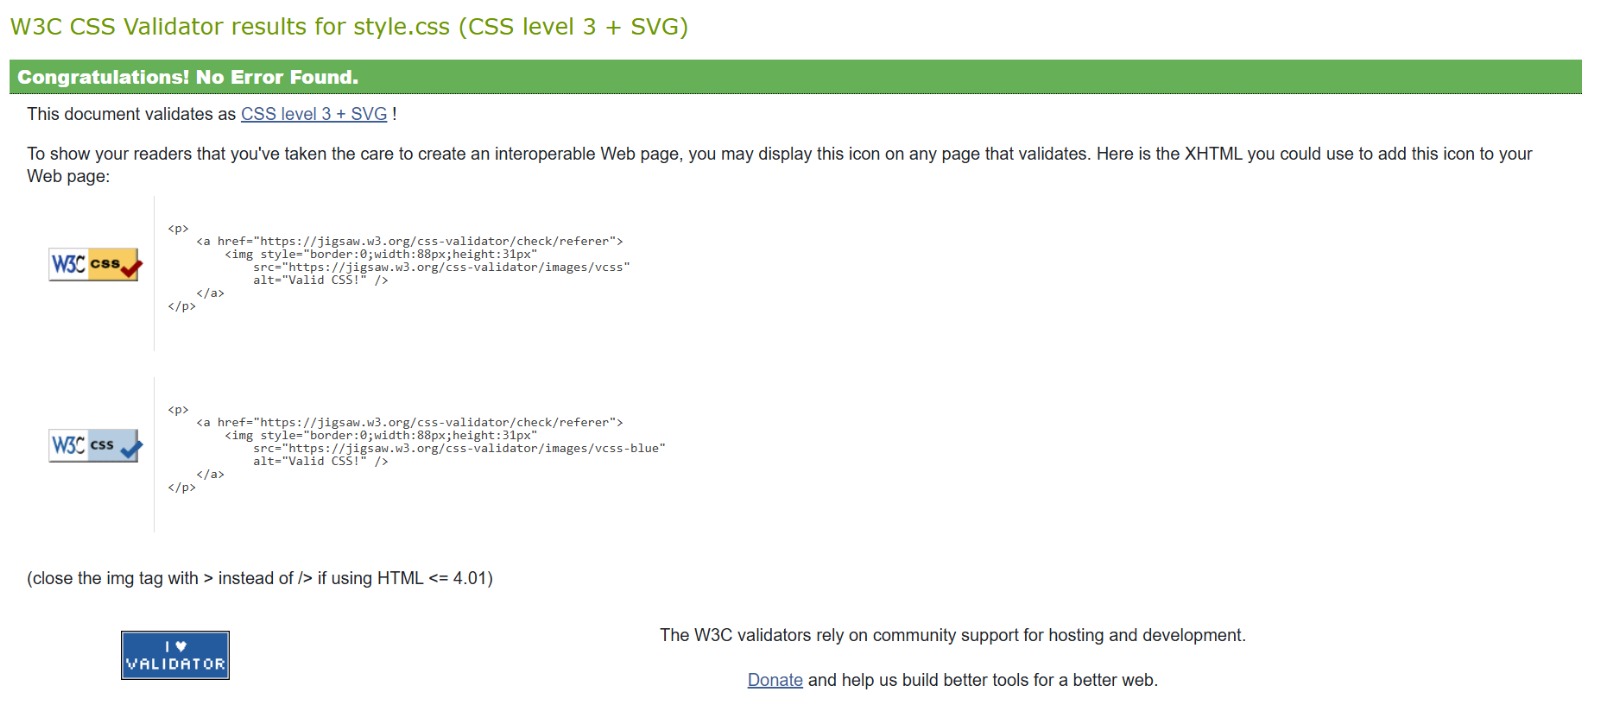 W3C CSS Validator results for style.css (CSS level 3 + SVG)
Congratulations! No Error Found.
This document validates as CSS level 3 + SVG !
To show your readers that you've taken the care to create an interoperable Web page, you may display this icon on any page that validates. Here is the XHTML you could use to add this icon to your
Web page:
W3C css
<p>
    <a href="https://jigsaw.w3.org/css-validator/check/referer">
        <img style="border:0;width:88px;height:31px"
            src="https://jigsaw.w3.org/css-validator/images/vcss"
            alt="Valid CSS!" />
    </a>
</p>
W3C css
<p>
    <a href="https://jigsaw.w3.org/css-validator/check/referer">
        <img style="border:0;width:88px;height:31px"
            src="https://jigsaw.w3.org/css-validator/images/vcss-blue"
            alt="Valid CSS!" />
    </a>
</p>
(close the img tag with > instead of /> if using HTML <= 4.01)
I ♥
VALIDATOR
The W3C validators rely on community support for hosting and development.
Donate and help us build better tools for a better web.